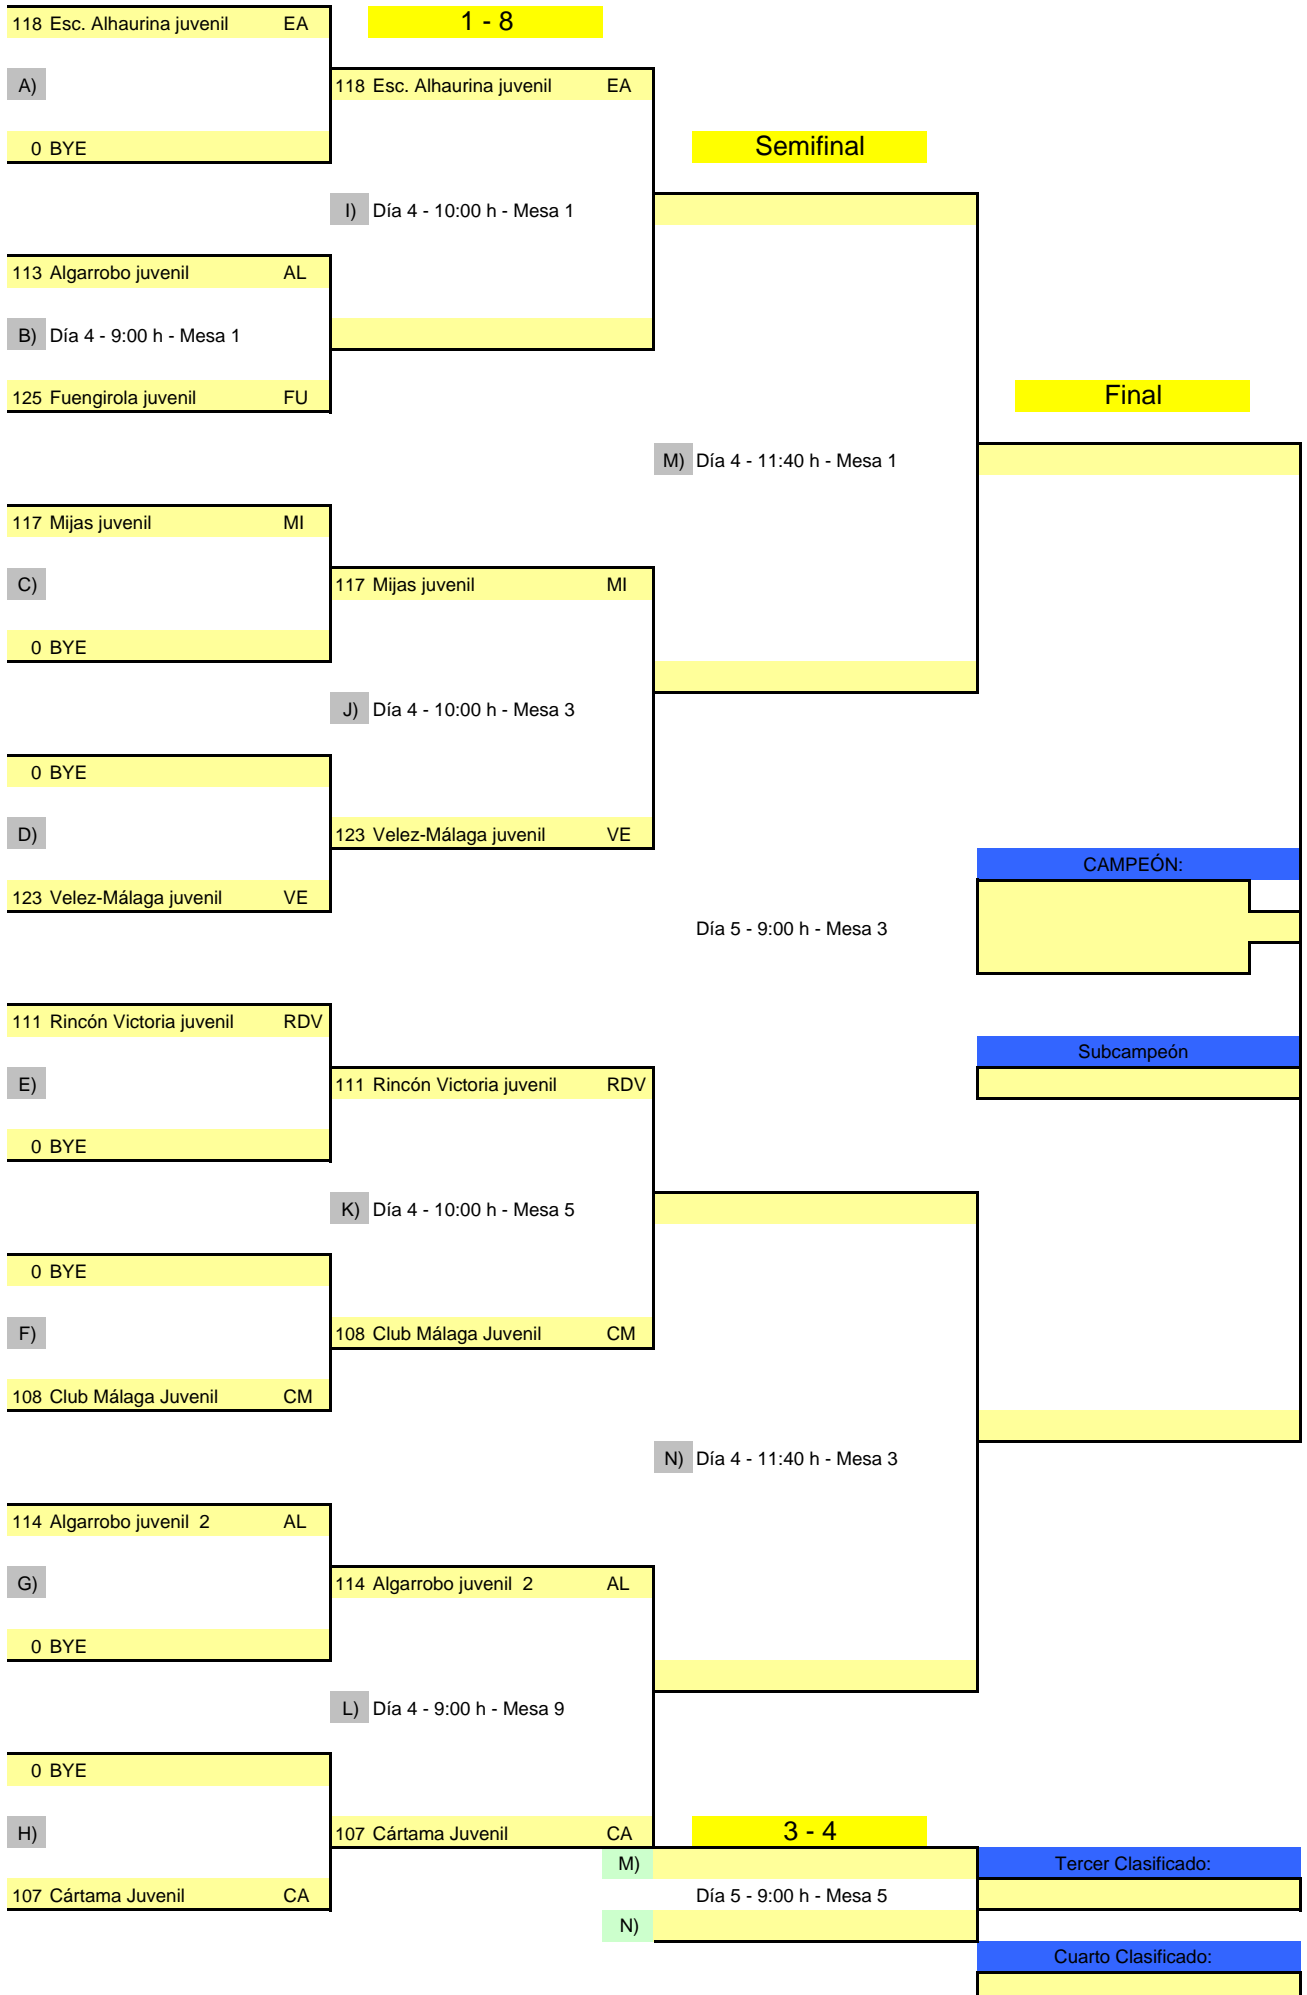 118 Esc. Alhaurina juvenil EA
1 - 8
A)
118 Esc. Alhaurina juvenil EA
0 BYE
Semifinal
I) Día 4 - 10:00 h - Mesa 1
113 Algarrobo juvenil AL
B) Día 4 - 9:00 h - Mesa 1
125 Fuengirola juvenil FU
Final
M) Día 4 - 11:40 h - Mesa 1
117 Mijas juvenil MI
C)
117 Mijas juvenil MI
0 BYE
J) Día 4 - 10:00 h - Mesa 3
0 BYE
D)
123 Velez-Málaga juvenil VE
CAMPEÓN:
123 Velez-Málaga juvenil VE
Día 5 - 9:00 h - Mesa 3
111 Rincón Victoria juvenil RDV
Subcampeón
E)
111 Rincón Victoria juvenil RDV
0 BYE
K) Día 4 - 10:00 h - Mesa 5
0 BYE
F)
108 Club Málaga Juvenil CM
108 Club Málaga Juvenil CM
N) Día 4 - 11:40 h - Mesa 3
114 Algarrobo juvenil 2 AL
G)
114 Algarrobo juvenil 2 AL
0 BYE
L) Día 4 - 9:00 h - Mesa 9
0 BYE
H)
107 Cártama Juvenil CA
3 - 4
M)
Tercer Clasificado:
107 Cártama Juvenil CA
Día 5 - 9:00 h - Mesa 5
N)
Cuarto Clasificado: